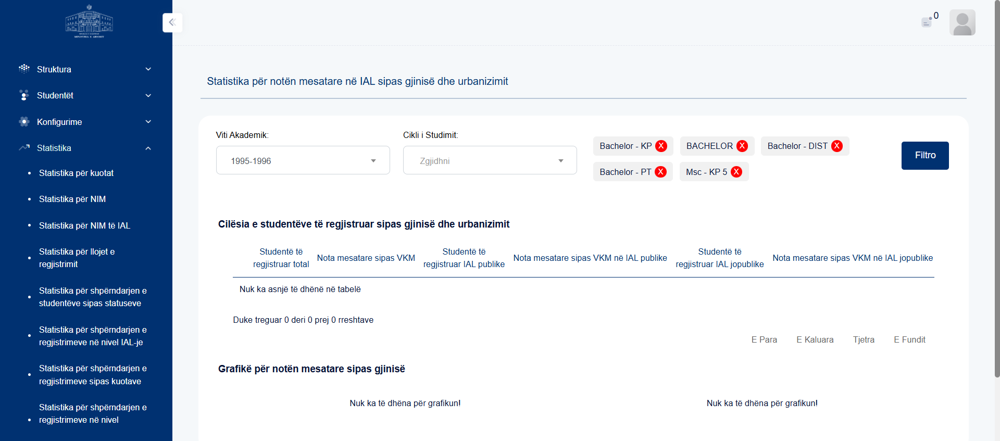 MINISTRIA E ARSIMIT
Struktura
Studentët
Konfigurime
Statistika
Statistika për kuotat
Statistika për NIM
Statistika për NIM të IAL
Statistika për llojet e
regjistrimit
Statistika për shpërndarjen e
studentëve sipas statuseve
Statistika për shpërndarjen e
regjistrimeve në nivel IAL-je
Statistika për shpërndarjen e
regjistrimeve sipas kuotave
Statistika për shpërndarjen e
regjistrimeve në nivel
0
Statistika për notën mesatare në IAL sipas gjinisë dhe urbanizimit
Viti Akademik:
1995-1996
Cikli i Studimit:
Zgjidhni
Bachelor - KP X BACHELOR X Bachelor - DIST X
Bachelor - PT X Msc - KP 5 X
Filtro
Cilësia e studentëve të regjistruar sipas gjinisë dhe urbanizimit
Studentë të
regjistruar total
Nota mesatare sipas VKM
Studentë të
regjistruar IAL publike
Nota mesatare sipas VKM në IAL publike
Studentë të
regjistruar IAL jopublike
Nota mesatare sipas VKM në IAL jopublike
Nuk ka asnjë të dhënë në tabelë
Duke treguar 0 deri 0 prej 0 rreshtave
E Para E Kaluara Tjetra E Fundit
Grafikë për notën mesatare sipas gjinisë
Nuk ka të dhëna për grafikun!
Nuk ka të dhëna për grafikun!